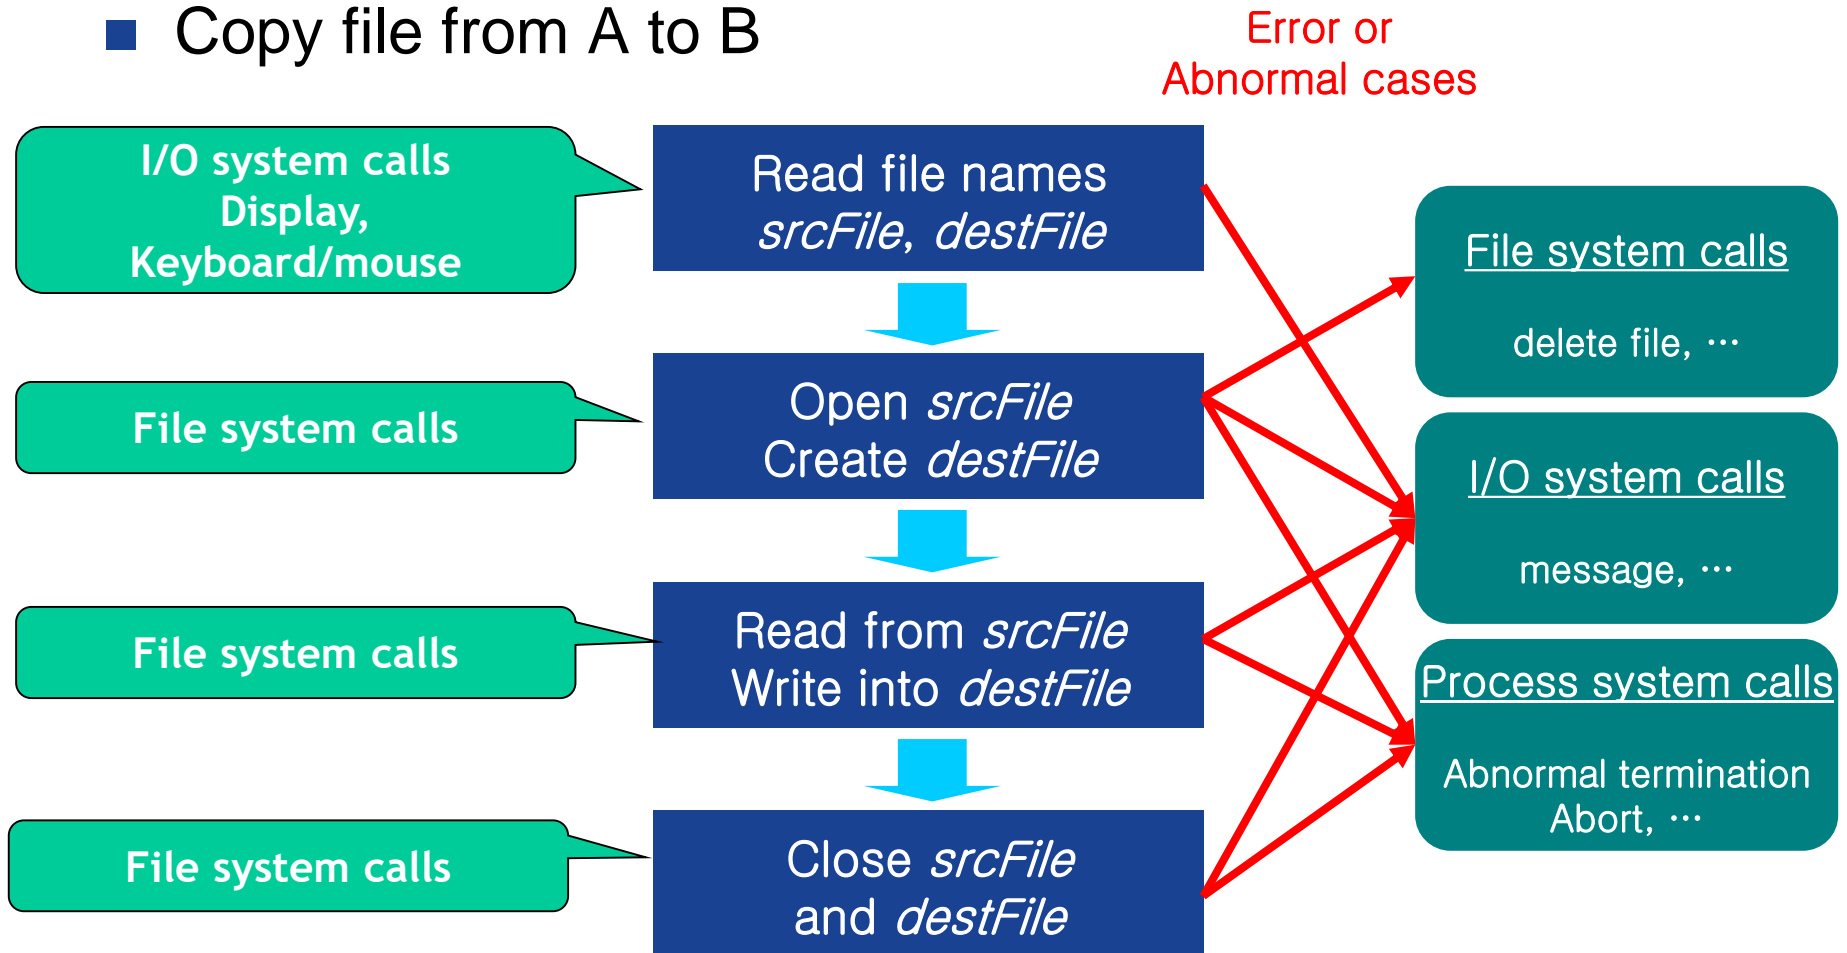 Copy file from A to B
Error or
Abnormal cases
I/O system calls
Display,
Keyboard/mouse
Read file names
srcFile, destFile
File system calls
delete file, …
File system calls
Open srcFile
Create destFile
I/O system calls
message, …
File system calls
Read from srcFile
Write into destFile
Process system calls
Abnormal termination
Abort, …
File system calls
Close srcFile
and destFile